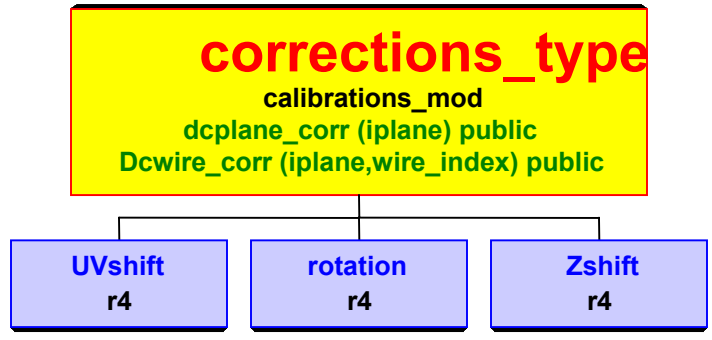 corrections_type
calibrations_mod
dcplane_corr (iplane) public
Dcwire_corr (iplane,wire_index) public
UVshift
r4
rotation
r4
Zshift
r4